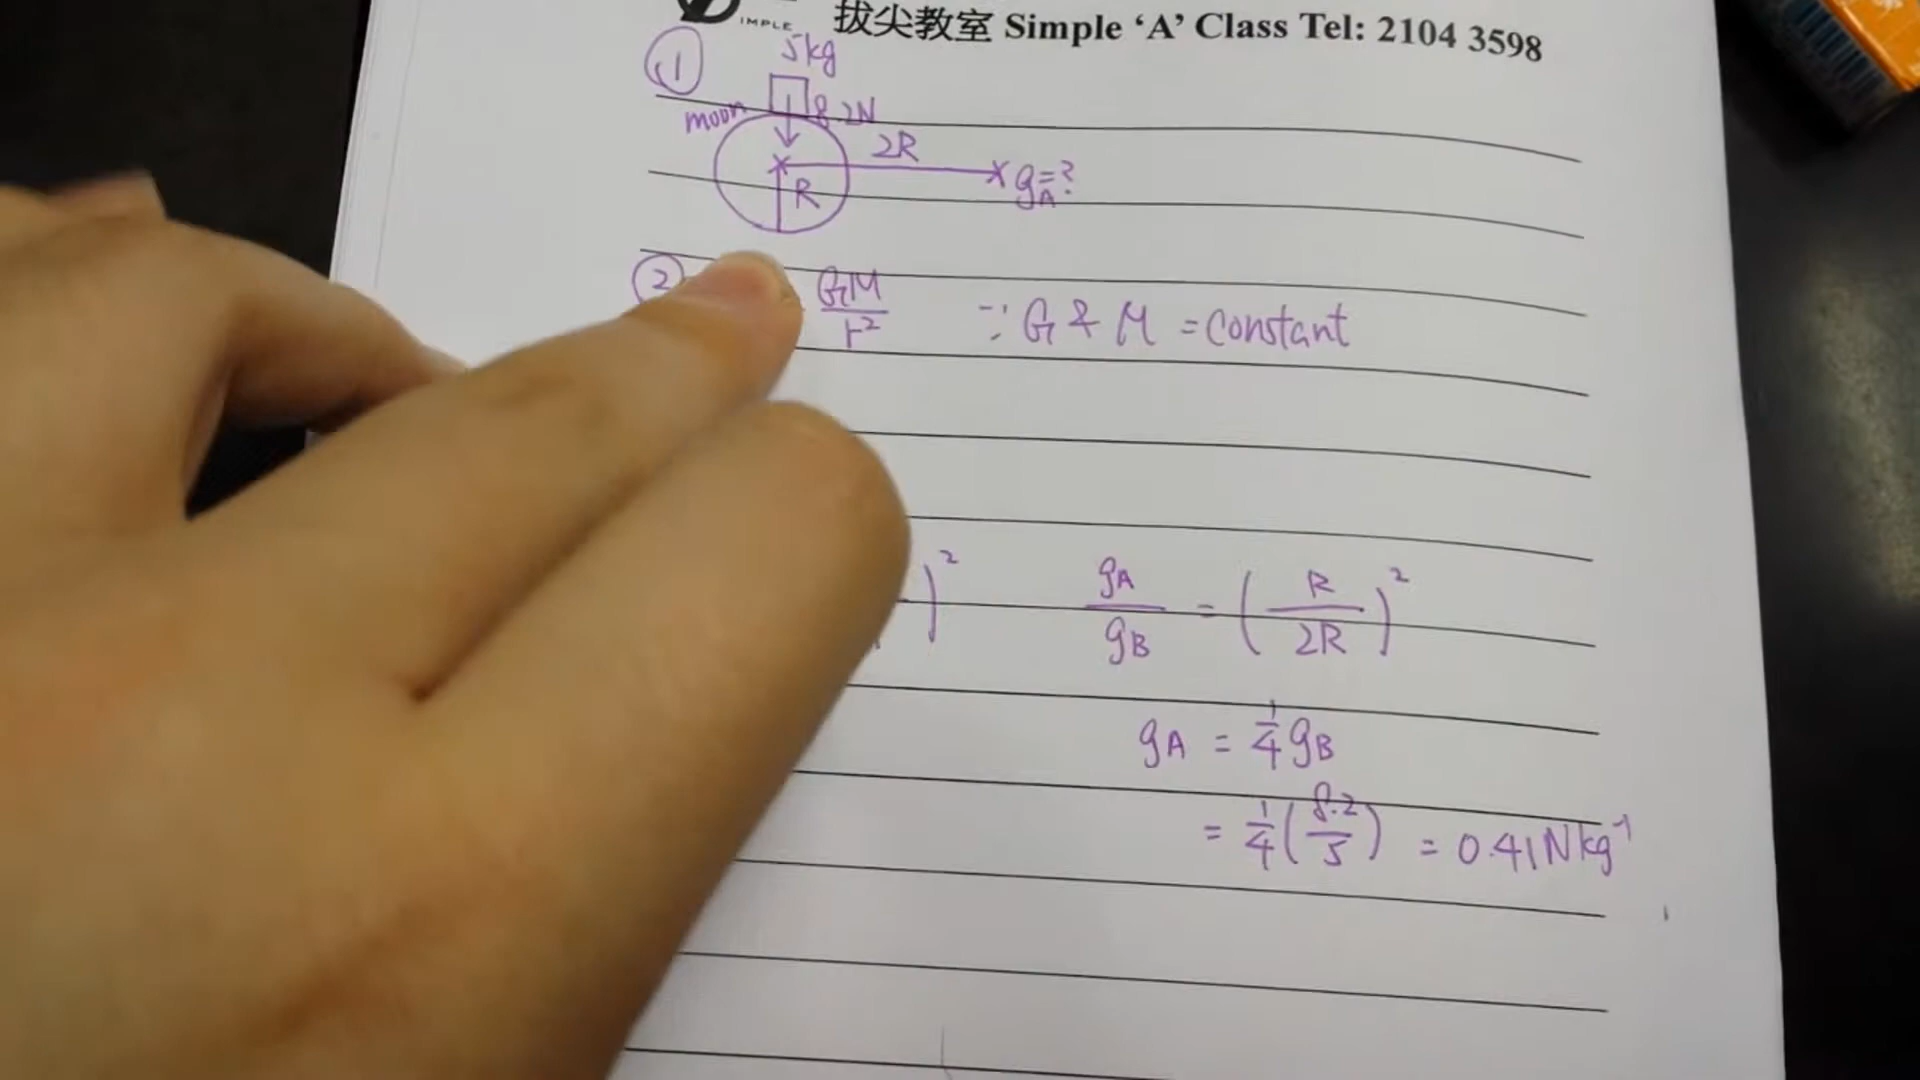 IMPLE 拔尖教室 Simple ‘A’ Class Tel: 2104 3598
① 5kg
moon 8.2N
2R
R gA=?
② GM/r² ∵ G & M = constant
)² gA/gB = (R/2R)²
gA = 1/4 gB
= 1/4 (8.2/5) = 0.41 N kg⁻¹